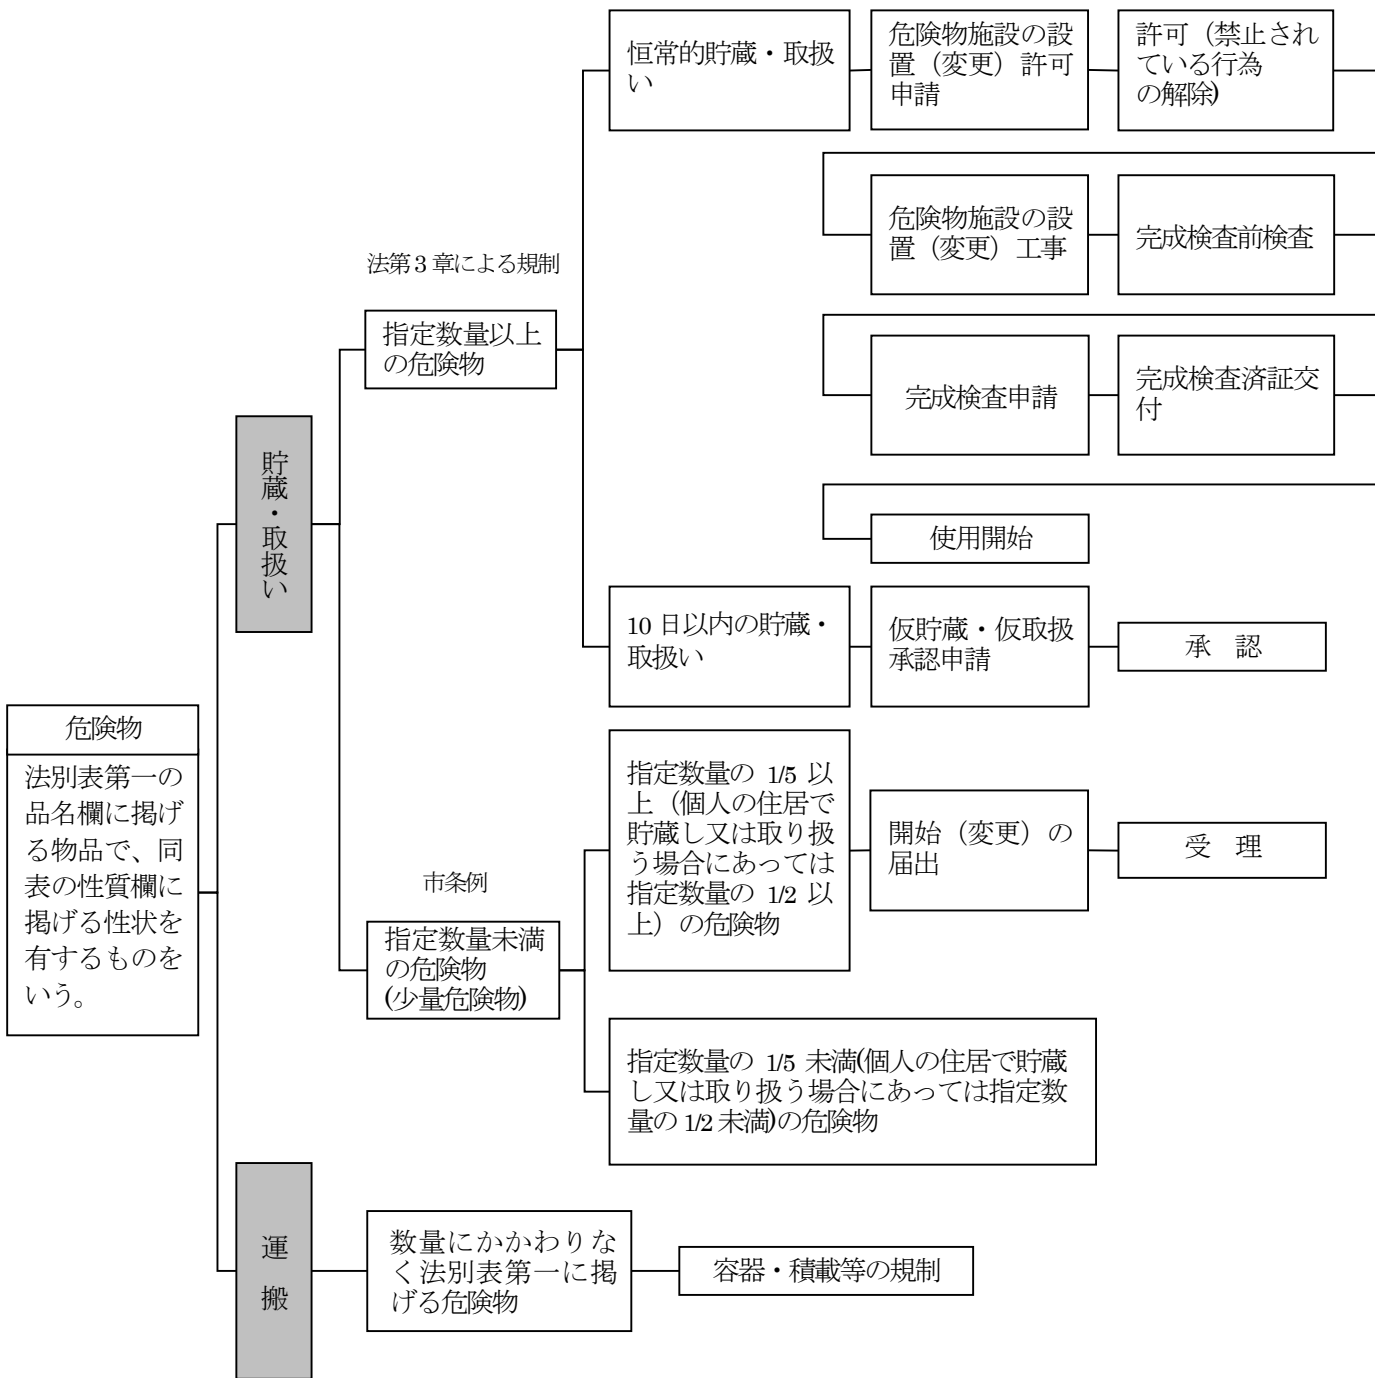 恒常的貯蔵・取扱
い
危険物施設の設
置（変更）許可
申請
許可（禁止され
ている行為
の解除)
危険物施設の設
置（変更）工事
完成検査前検査
法第３章による規制
指定数量以上
の危険物
完成検査申請
完成検査済証交
付
貯蔵・取扱い
使用開始
10 日以内の貯蔵・
取扱い
仮貯蔵・仮取扱
承認申請
承　認
危険物
法別表第一の
品名欄に掲げ
る物品で、同
表の性質欄に
掲げる性状を
有するものを
いう。
指定数量の 1/5 以
上（個人の住居で
貯蔵し又は取り扱
う場合にあっては
指定数量の 1/2 以
上）の危険物
開始（変更）の
届出
受　理
市条例
指定数量未満
の危険物
(少量危険物)
指定数量の 1/5 未満(個人の住居で貯蔵
し又は取り扱う場合にあっては指定数
量の 1/2 未満)の危険物
運　搬
数量にかかわりな
く法別表第一に掲
げる危険物
容器・積載等の規制